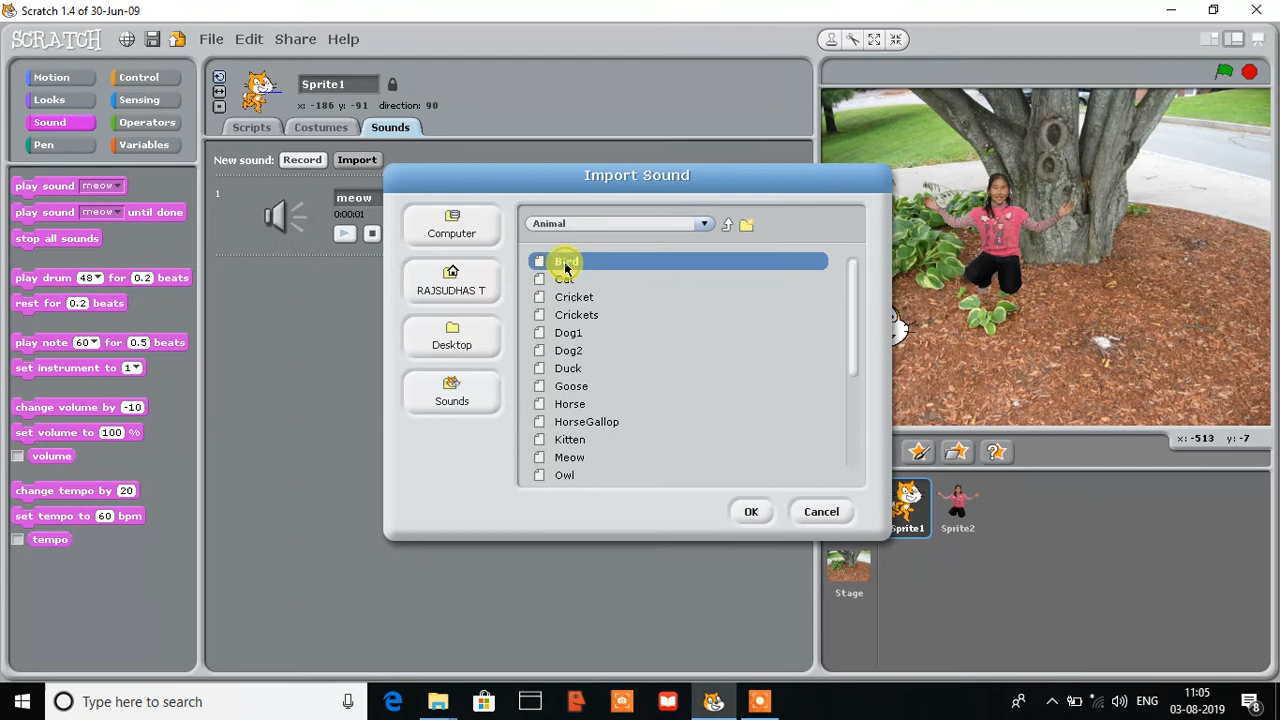 Scratch 1.4 of 30-Jun-09
SCRATCH File Edit Share Help
Motion Control
Looks Sensing
Sound Operators
Pen Variables
play sound meow
play sound meow until done
stop all sounds
play drum 48 for 0.2 beats
rest for 0.2 beats
play note 60 for 0.5 beats
set instrument to 1
change volume by -10
set volume to 100 %
volume
change tempo by 20
set tempo to 60 bpm
tempo
Sprite1
x: -186 y: -91 direction: 90
Scripts Costumes Sounds
New sound: Record Import
1
meow
0:00:01
Import Sound
Computer
RAJSUDHAS T
Desktop
Sounds
Animal
Bird
Cat
Cricket
Crickets
Dog1
Dog2
Duck
Goose
Horse
HorseGallop
Kitten
Meow
Owl
OK Cancel
x: -513 y: -7
Sprite1 Sprite2
Stage
Type here to search
ENG
11:05
03-08-2019
8